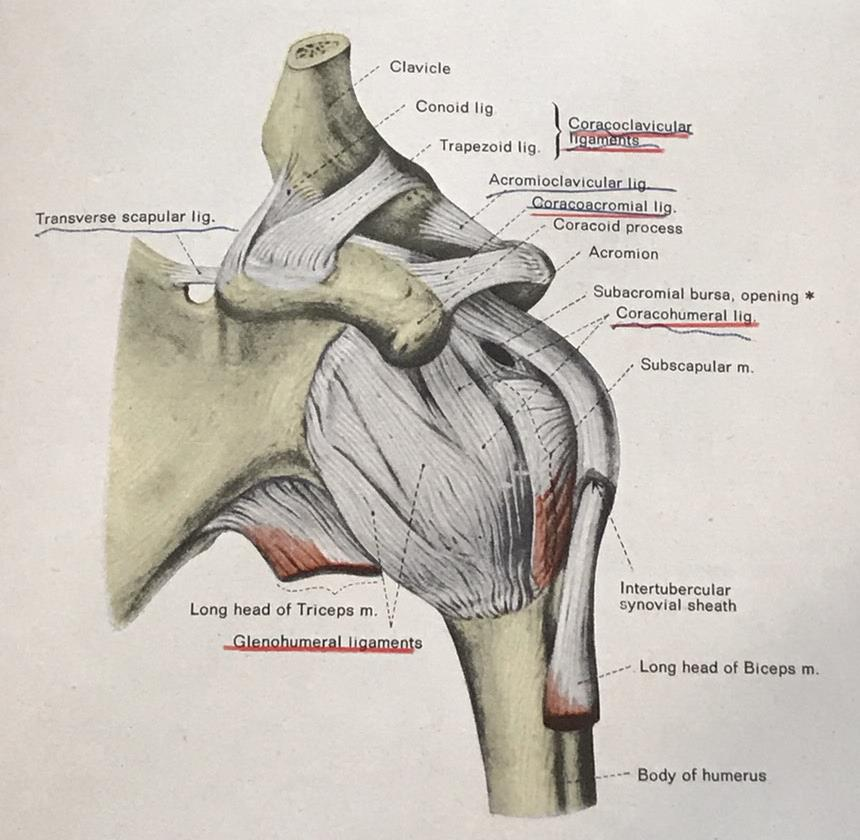 Clavicle
Conoid lig
Trapezoid lig.
Coracoclavicular
ligaments
Acromioclavicular lig.
Coracoacromial lig.
Transverse scapular lig.
Coracoid process
Acromion
Subacromial bursa, opening *
Coracohumeral lig.
Subscapular m.
Intertubercular
synovial sheath
Long head of Triceps m.
Glenohumeral ligaments
Long head of Biceps m.
Body of humerus